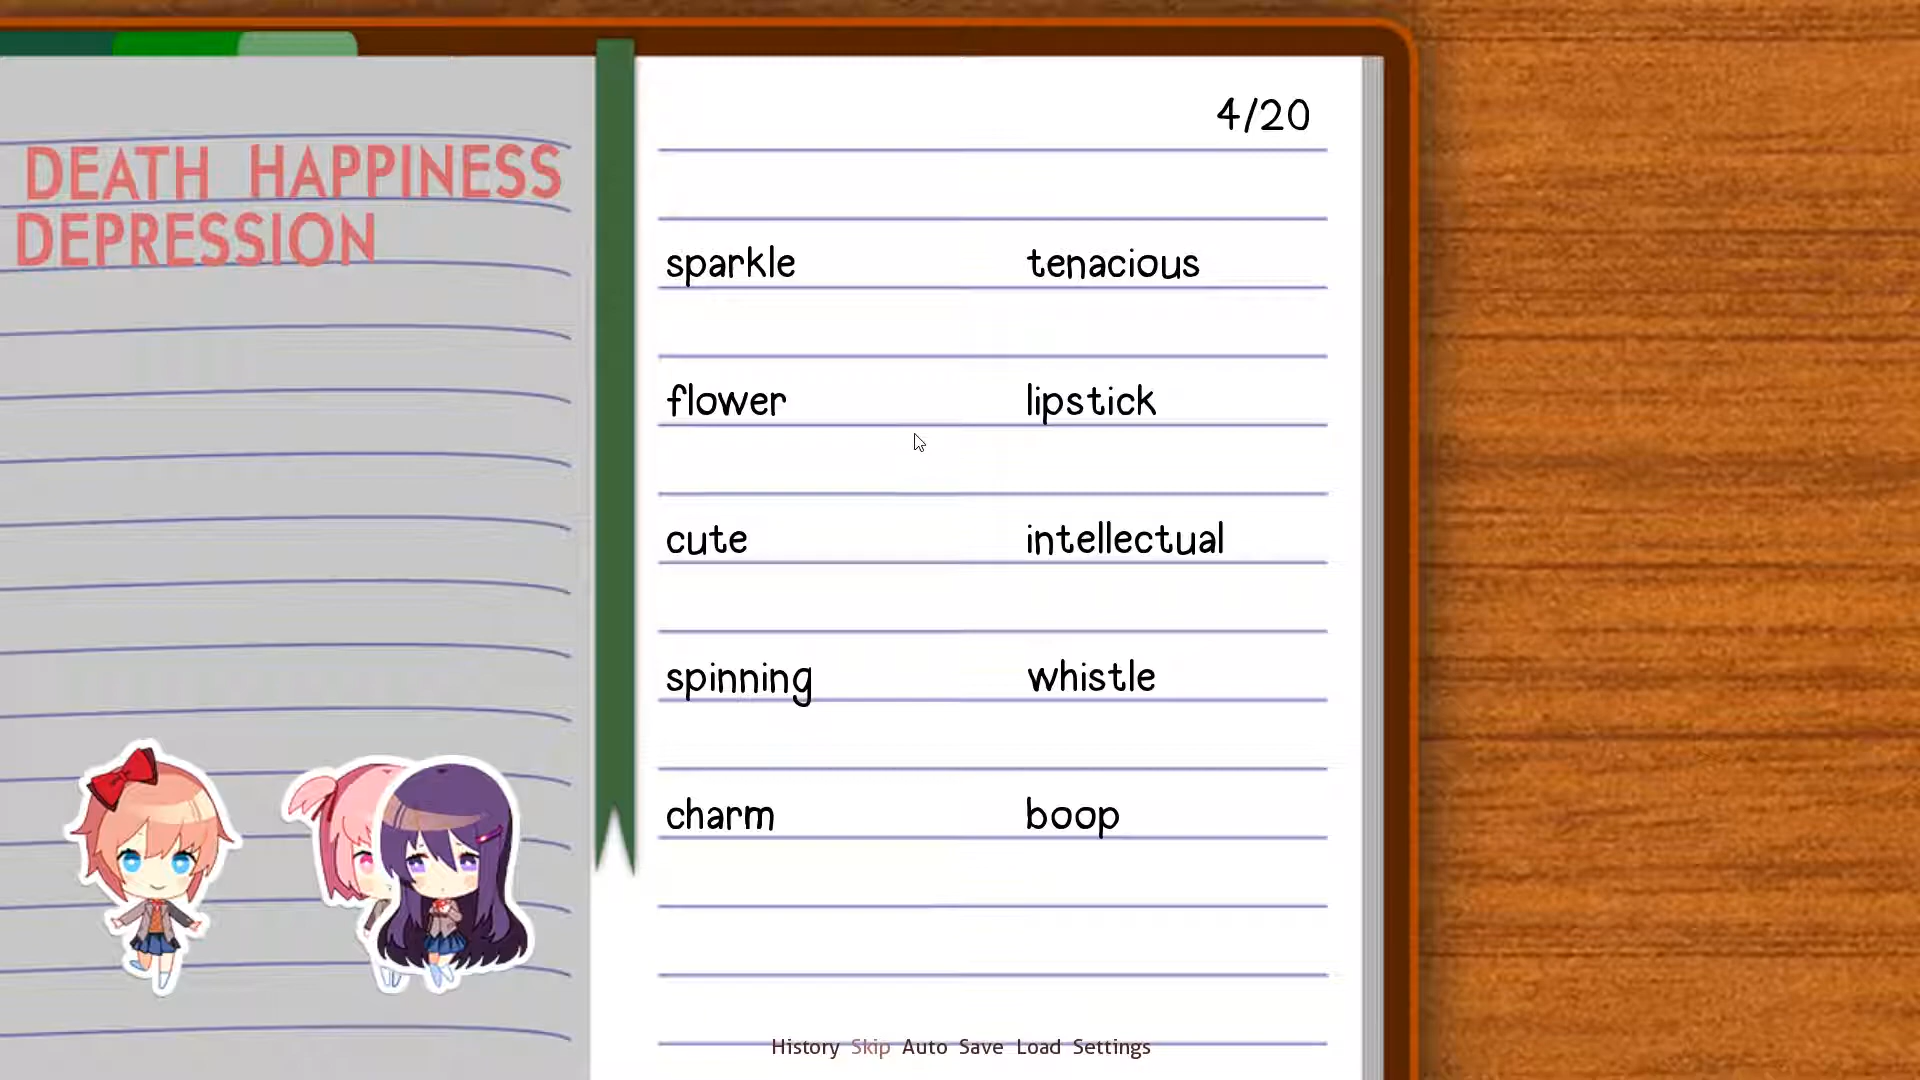 DEATH HAPPINESS
DEPRESSION
4/20
sparkle tenacious
flower lipstick
cute intellectual
spinning whistle
charm boop
History Skip Auto Save Load Settings